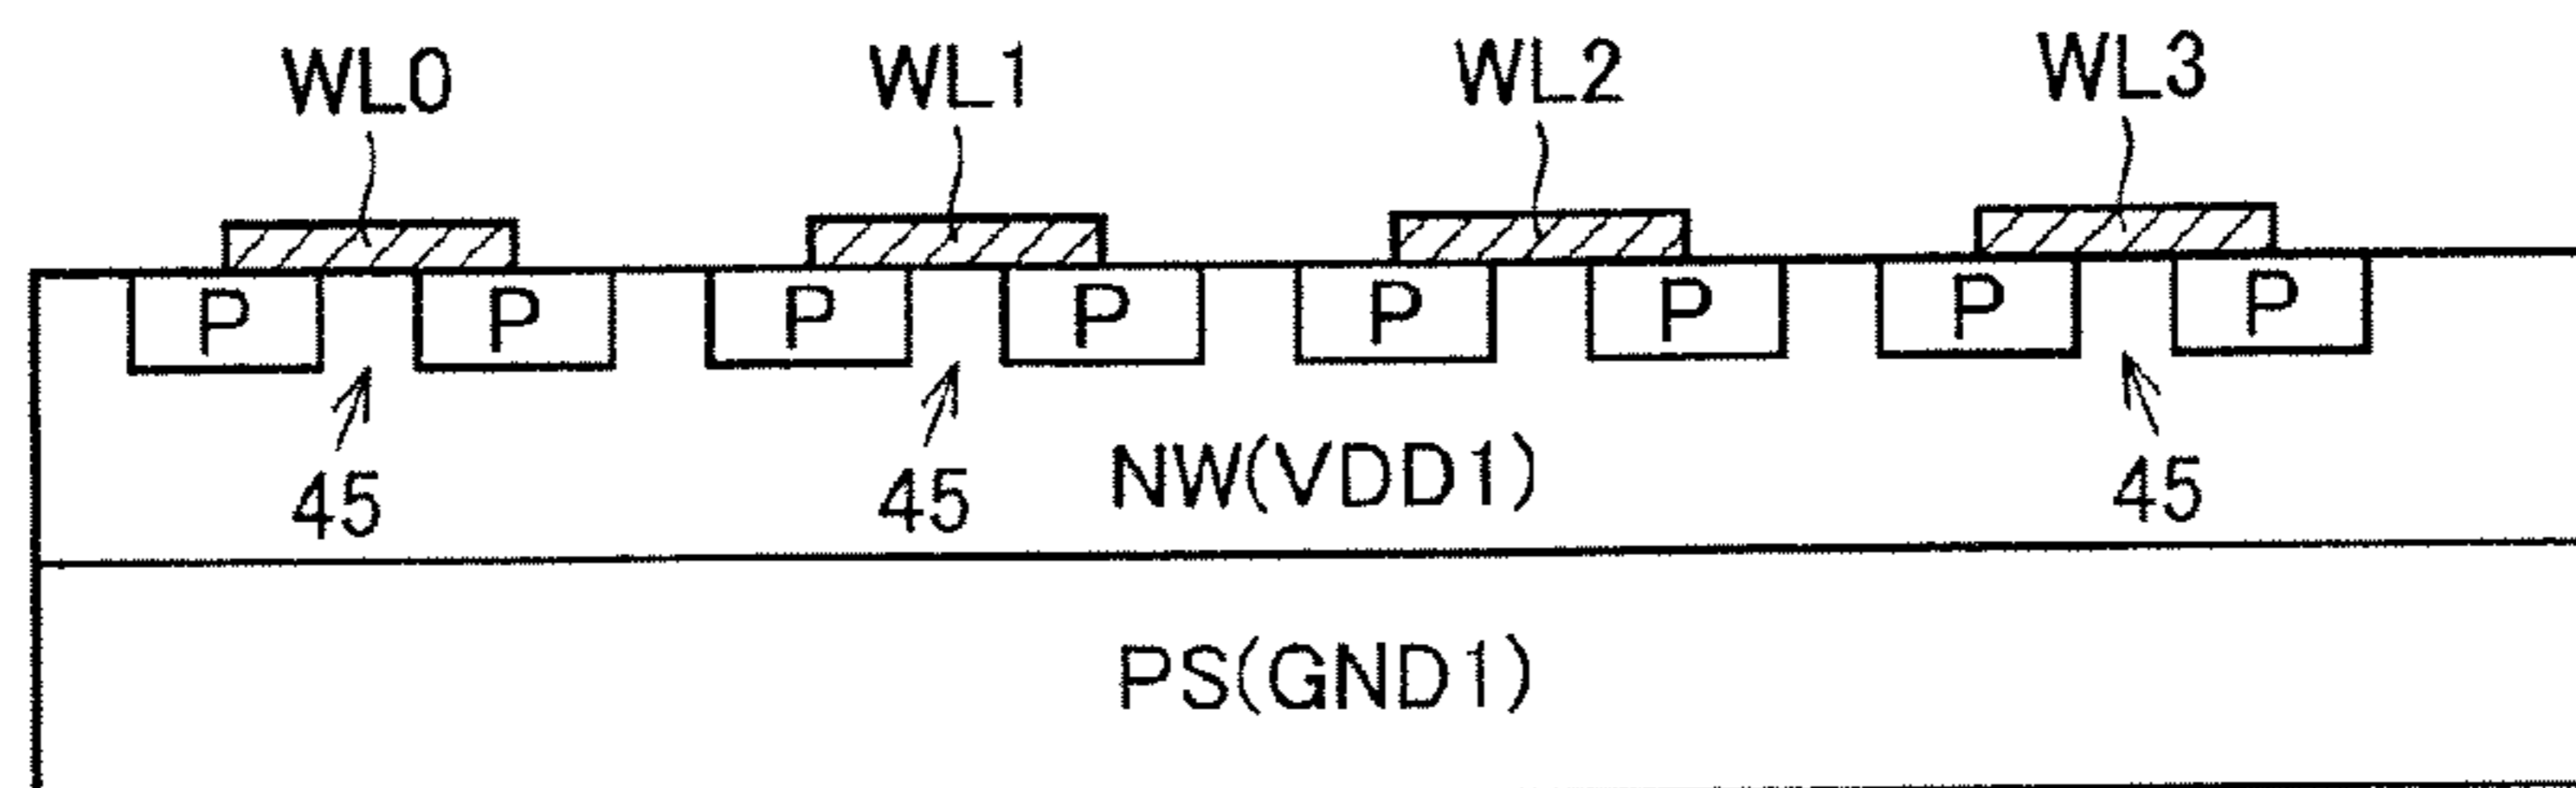 WL0 WL1 WL2 WL3
P P P P P P P P
45 45 NW(VDD1) 45
PS(GND1)